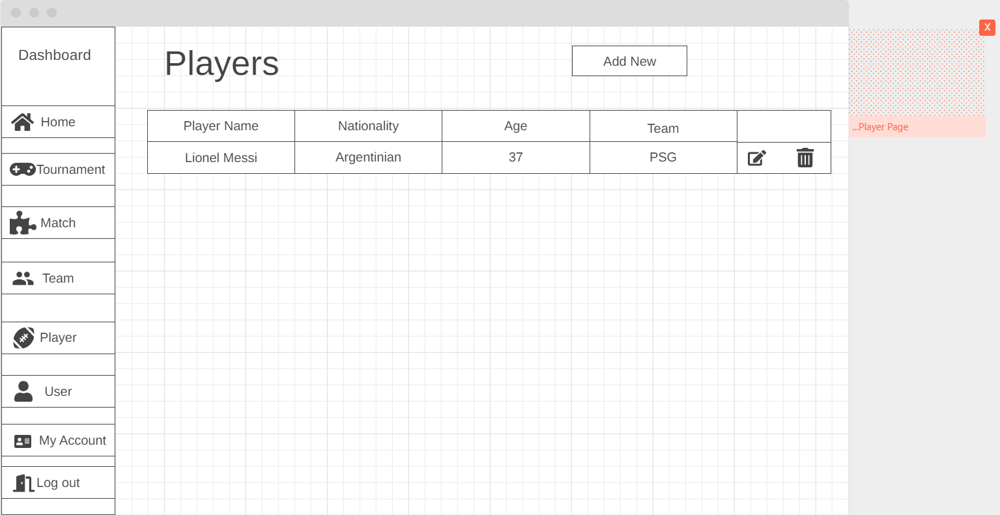 Dashboard
Home
Tournament
Match
Team
Player
User
My Account
Log out
Players
Add New
Player Name Nationality Age Team
Lionel Messi Argentinian 37 PSG
X
...Player Page